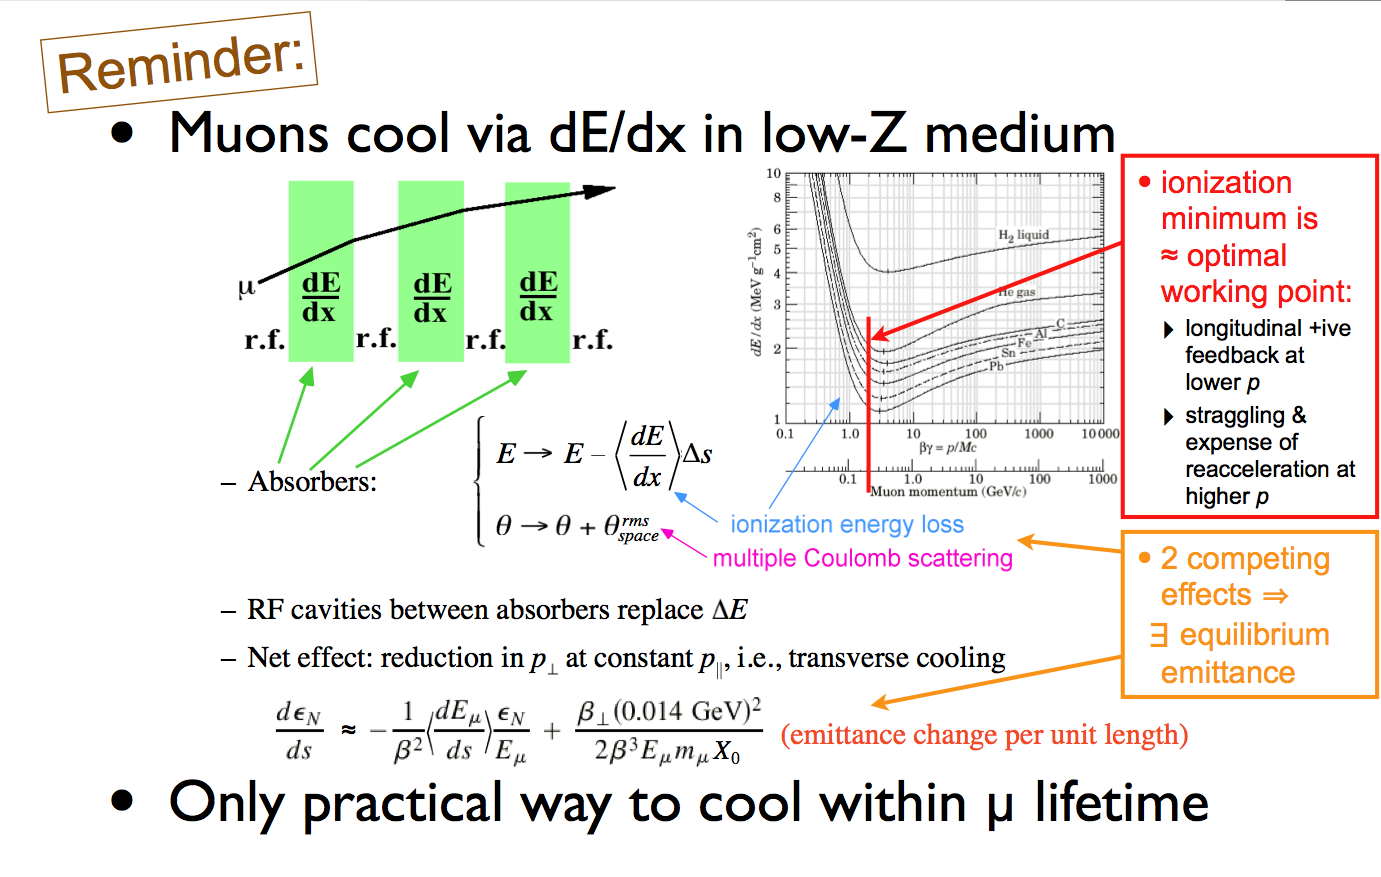 Reminder:
• Muons cool via dE/dx in low-Z medium
μ
dE/dx dE/dx dE/dx
r.f. r.f. r.f. r.f.
– Absorbers:
E → E – ⟨dE/dx⟩Δs
θ → θ + θ^rms_space
ionization energy loss
multiple Coulomb scattering
dE/dx (MeV g⁻¹cm²)
10
8
6
5
4
3
2
1
H₂ liquid
He gas
C
Al
Fe
Sn
Pb
0.1 1.0 10 100 1000 10000
βγ = p/Mc
0.1 1.0 10 100 1000
Muon momentum (GeV/c)
• ionization
minimum is
≈ optimal
working point:
‣ longitudinal +ive
feedback at
lower p
‣ straggling &
expense of
reacceleration at
higher p
• 2 competing
effects ⇒
∃ equilibrium
emittance
– RF cavities between absorbers replace ΔE
– Net effect: reduction in p⊥ at constant p∥, i.e., transverse cooling
dϵ_N/ds ≈ –1/β²⟨dE_μ/ds⟩ϵ_N/E_μ + β⊥(0.014 GeV)²/2β³E_μm_μX₀ (emittance change per unit length)
• Only practical way to cool within μ lifetime